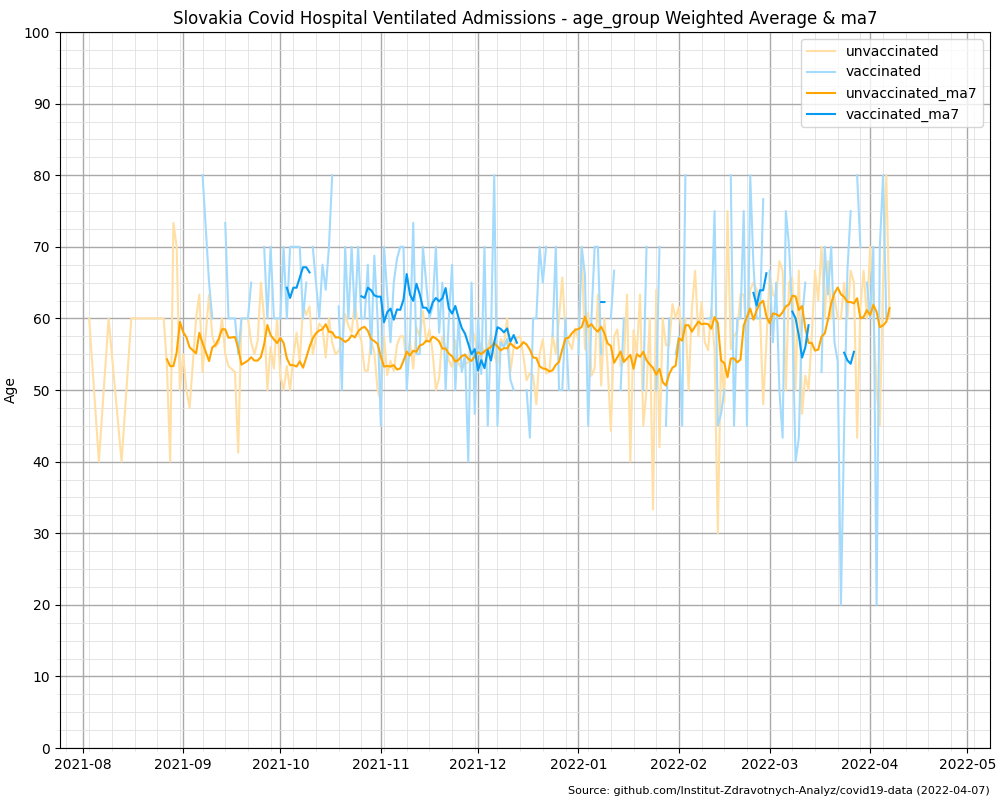 Slovakia Covid Hospital Ventilated Admissions - age_group Weighted Average & ma7
unvaccinated
vaccinated
unvaccinated_ma7
vaccinated_ma7
100
90
80
70
60
50
40
30
20
10
0
Age
2021-08 2021-09 2021-10 2021-11 2021-12 2022-01 2022-02 2022-03 2022-04 2022-05
Source: github.com/Institut-Zdravotnych-Analyz/covid19-data (2022-04-07)